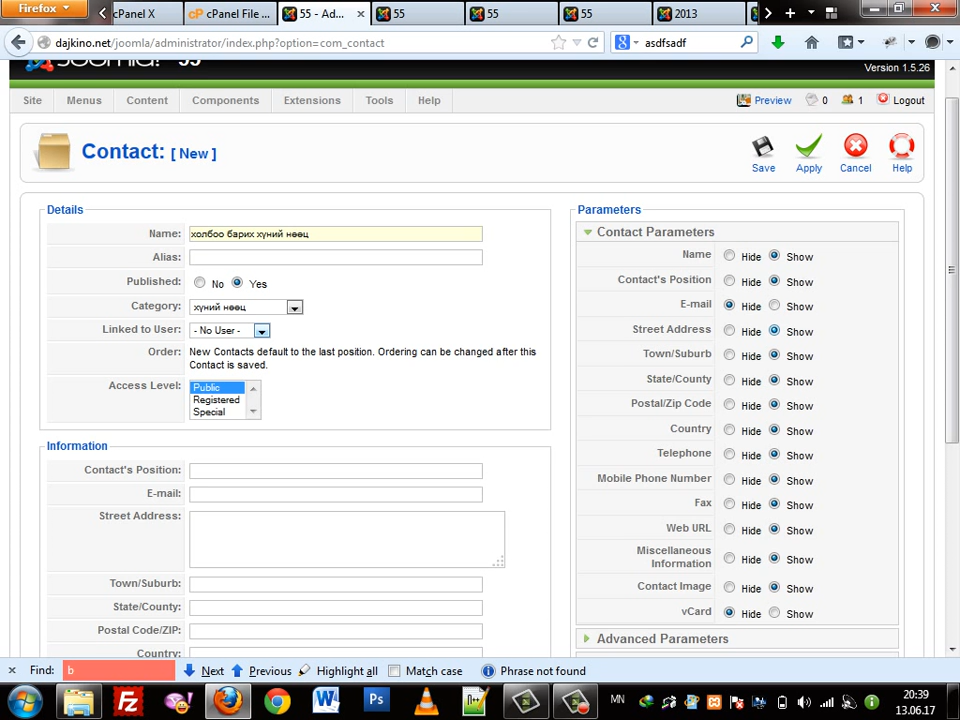 Firefox
cPanel X
cPanel File ...
55 - Ad...
55
55
55
2013
dajkino.net/joomla/administrator/index.php?option=com_contact
asdfsadf
Joomla! 55
Version 1.5.26
Site Menus Content Components Extensions Tools Help
Preview 0 1 Logout
Contact: [ New ]
Save Apply Cancel Help
Details
Name: холбоо барих хүний нөөц
Alias:
Published: No Yes
Category: хүний нөөц
Linked to User: - No User -
Order: New Contacts default to the last position. Ordering can be changed after this
Contact is saved.
Access Level: Public
Registered
Special
Information
Contact's Position:
E-mail:
Street Address:
Town/Suburb:
State/County:
Postal Code/ZIP:
Country:
Parameters
Contact Parameters
Name Hide Show
Contact's Position Hide Show
E-mail Hide Show
Street Address Hide Show
Town/Suburb Hide Show
State/County Hide Show
Postal/Zip Code Hide Show
Country Hide Show
Telephone Hide Show
Mobile Phone Number Hide Show
Fax Hide Show
Web URL Hide Show
Miscellaneous
Information Hide Show
Contact Image Hide Show
vCard Hide Show
Advanced Parameters
Find: b Next Previous Highlight all Match case Phrase not found
MN
20:39
13.06.17